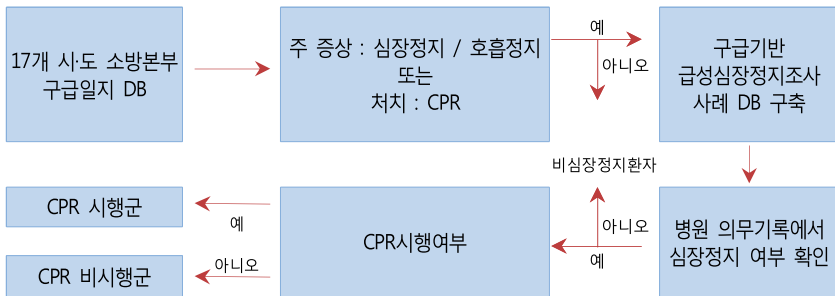 17개 시·도 소방본부
구급일지 DB
주 증상 : 심장정지 / 호흡정지
또는
처치 : CPR
예
아니오
구급기반
급성심장정지조사
사례 DB 구축
비심장정지환자
CPR 시행군
예
CPR시행여부
아니오
예
병원 의무기록에서
심장정지 여부 확인
CPR 비시행군
아니오